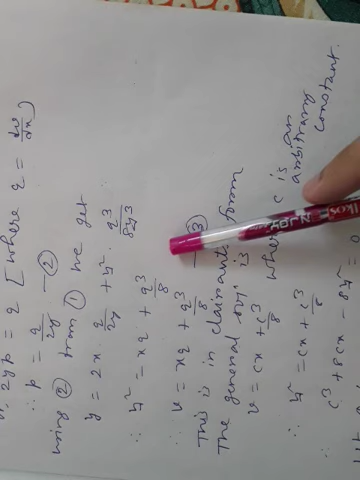 2yp = q [where q = dv/dx]
∴ p = q/2y —②
using ② from ① we get
y = 2x · q/2y + y² · q³/8y³
∴ y² = xq + q³/8
∴ v = xq + q³/8 —③
This is in clairaut's form
The general solⁿ is
v = cx + c³/8 where c is an arbitrary constant.
∴ y² = cx + c³/8
c³ + 8cx - 8y² = 0
N-JOY